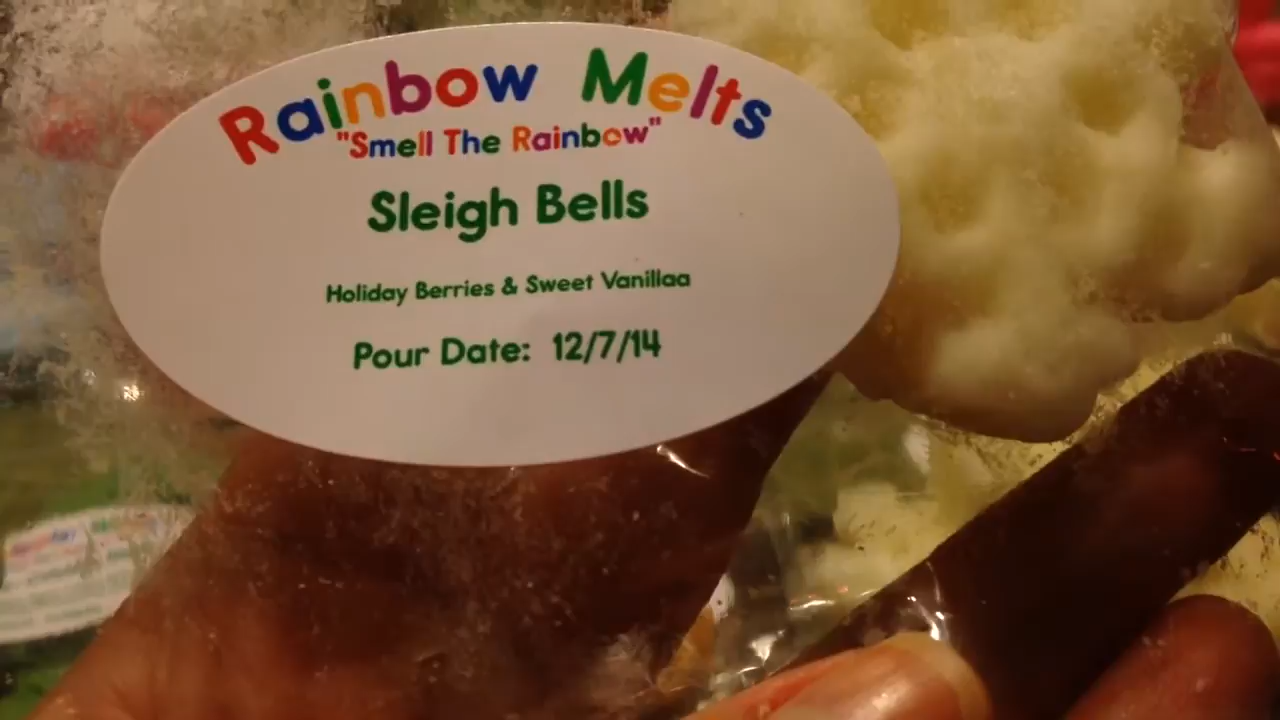 Rainbow Melts
"Smell The Rainbow"
Sleigh Bells
Holiday Berries & Sweet Vanillaa
Pour Date: 12/7/14